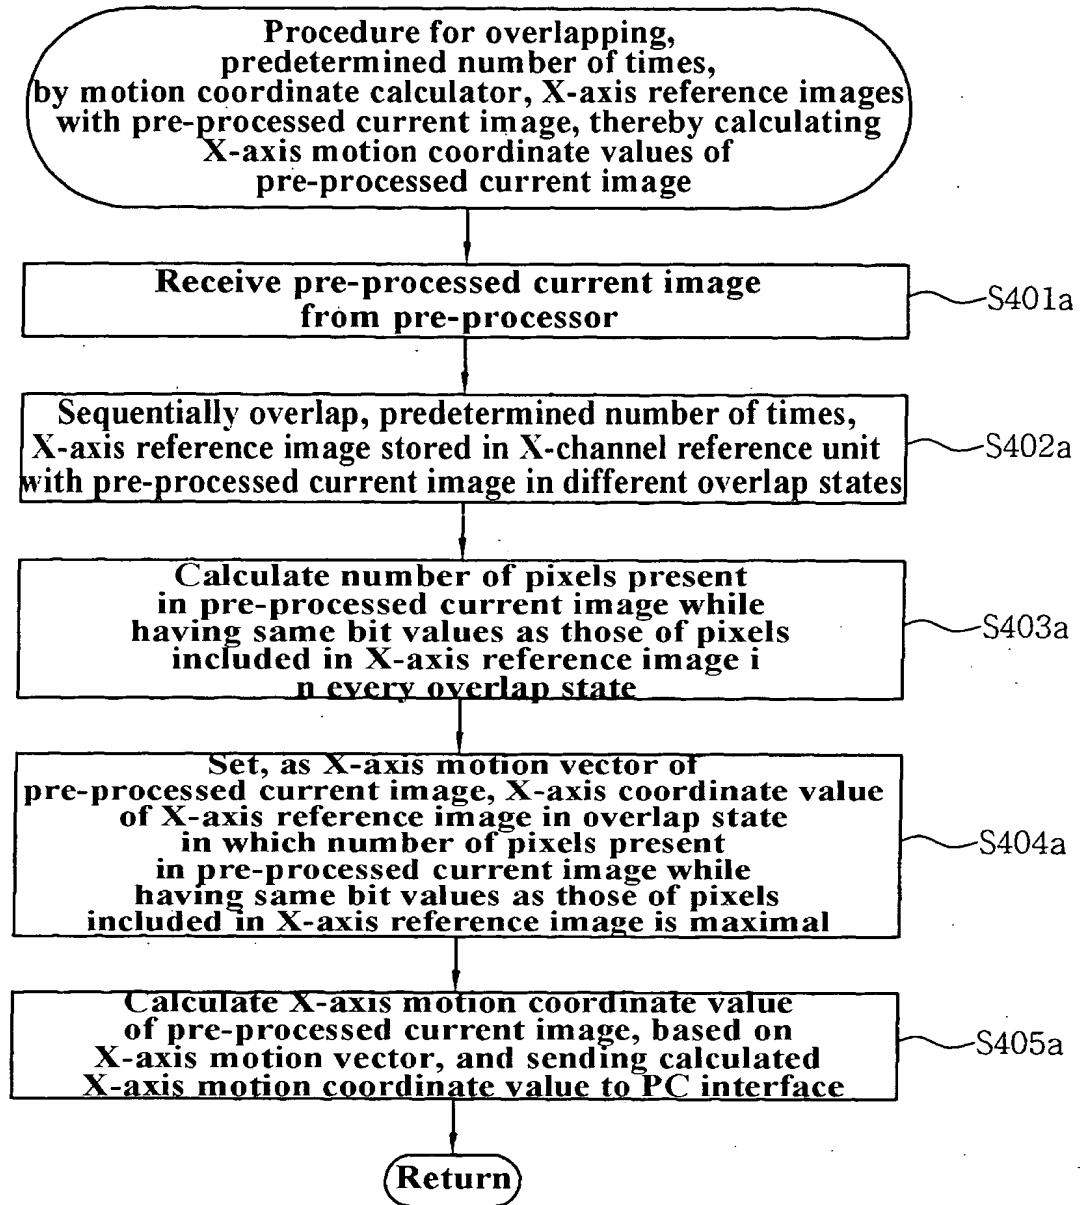 Procedure for overlapping,
predetermined number of times,
by motion coordinate calculator, X-axis reference images
with pre-processed current image, thereby calculating
X-axis motion coordinate values of
pre-processed current image
Receive pre-processed current image
from pre-processor
S401a
Sequentially overlap, predetermined number of times,
X-axis reference image stored in X-channel reference unit
with pre-processed current image in different overlap states
S402a
Calculate number of pixels present
in pre-processed current image while
having same bit values as those of pixels
included in X-axis reference image i
n every overlap state
S403a
Set, as X-axis motion vector of
pre-processed current image, X-axis coordinate value
of X-axis reference image in overlap state
in which number of pixels present
in pre-processed current image while
having same bit values as those of pixels
included in X-axis reference image is maximal
S404a
Calculate X-axis motion coordinate value
of pre-processed current image, based on
X-axis motion vector, and sending calculated
X-axis motion coordinate value to PC interface
S405a
Return